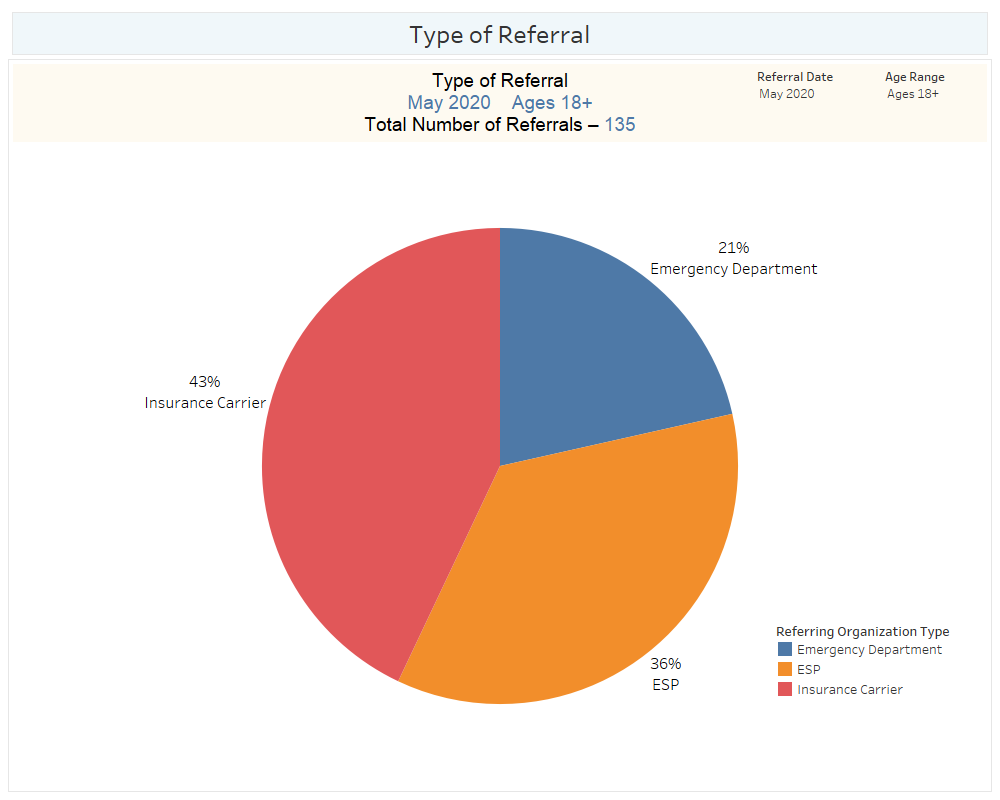 Type of Referral
Type of Referral
May 2020 Ages 18+
Total Number of Referrals – 135
Referral Date
May 2020
Age Range
Ages 18+
21%
Emergency Department
43%
Insurance Carrier
36%
ESP
Referring Organization Type
Emergency Department
ESP
Insurance Carrier